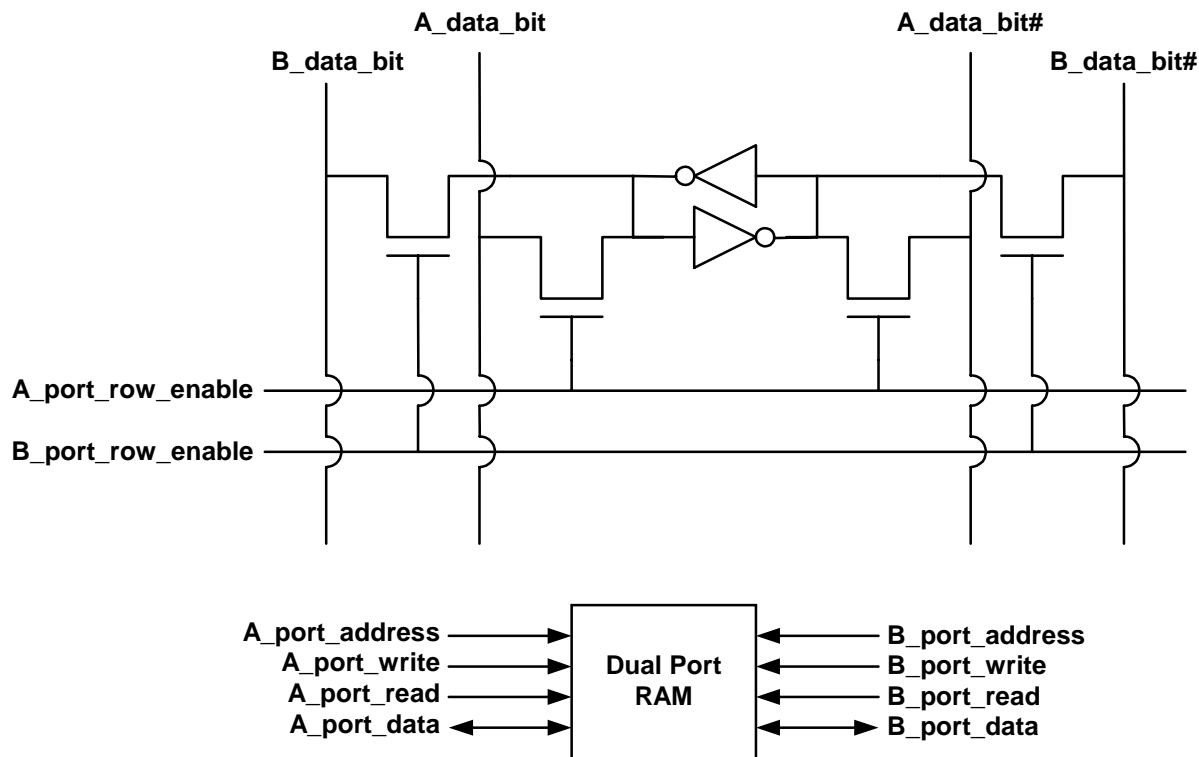 A_data_bit
A_data_bit#
B_data_bit
B_data_bit#
A_port_row_enable
B_port_row_enable
A_port_address
A_port_write
A_port_read
A_port_data
Dual Port
RAM
B_port_address
B_port_write
B_port_read
B_port_data